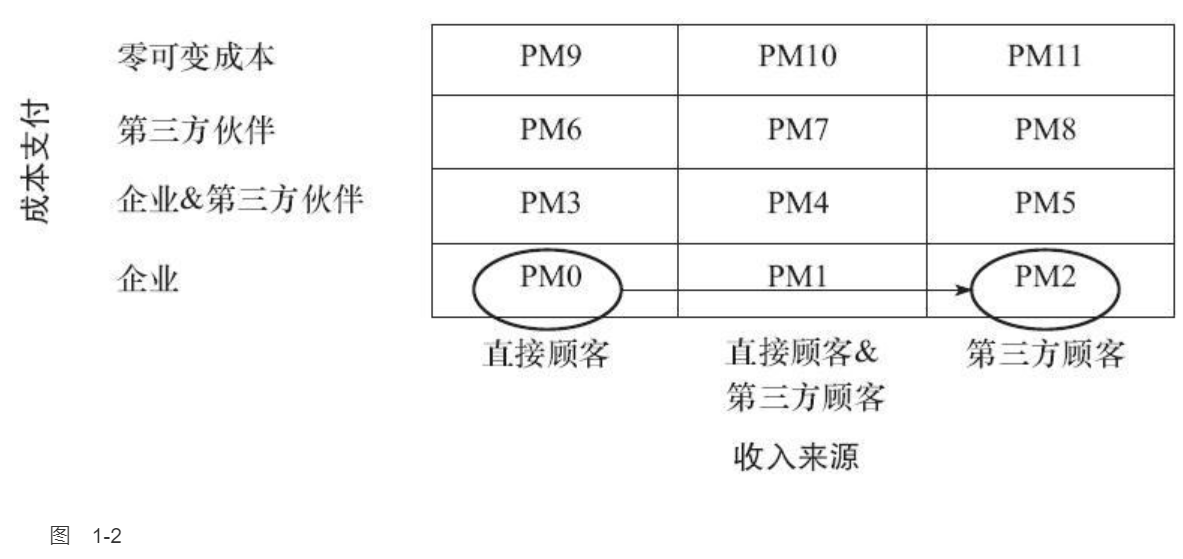 零可变成本 PM9 PM10 PM11
成本支付
第三方伙伴 PM6 PM7 PM8
企业&第三方伙伴 PM3 PM4 PM5
企业 PM0 PM1 PM2
直接顾客 直接顾客& 第三方顾客
第三方顾客
收入来源
图 1-2